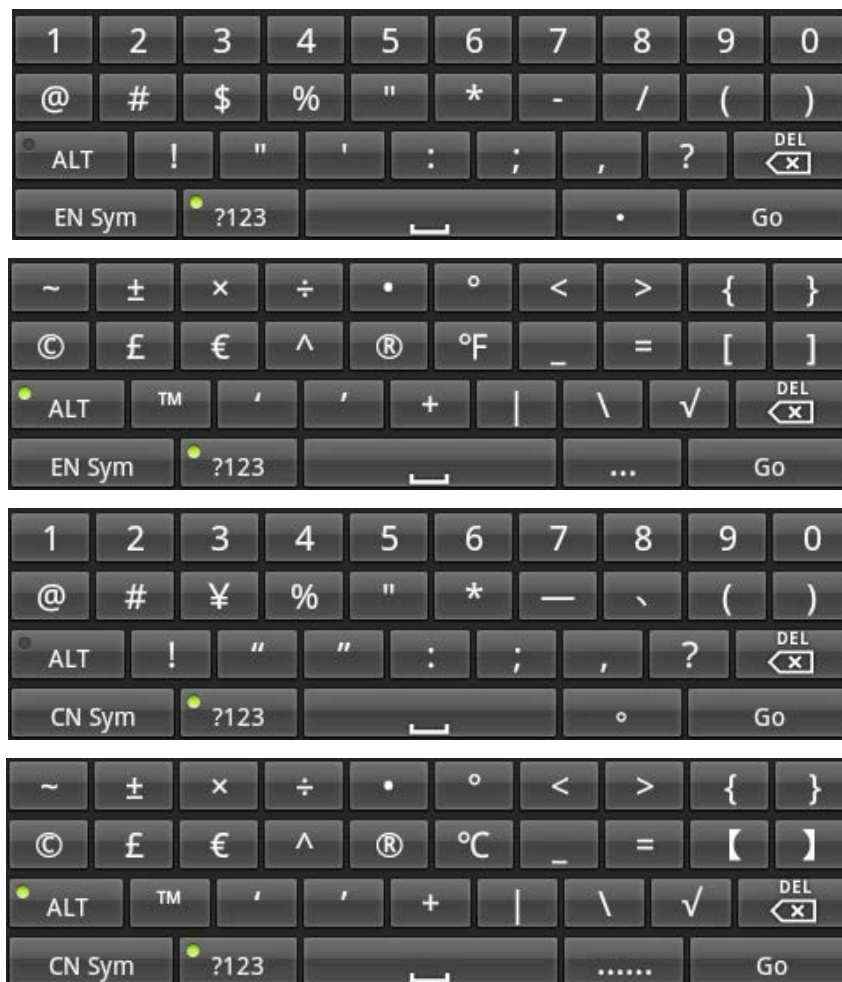 1 2 3 4 5 6 7 8 9 0
@ # $ % " * - / ( )
ALT ! " ' : ; , ? DEL
EN Sym ?123 . Go
~ ± × ÷ • ° < > { }
© £ € ^ ® °F _ = [ ]
ALT ™ ‘ ’ + | \ √ DEL
EN Sym ?123 ... Go
1 2 3 4 5 6 7 8 9 0
@ # ¥ % " * — 、 ( )
ALT ! “ ” : ; , ? DEL
CN Sym ?123 。 Go
~ ± × ÷ • ° < > { }
© £ € ^ ® °C _ = 【 】
ALT ™ ‘ ’ + | \ √ DEL
CN Sym ?123 ...... Go